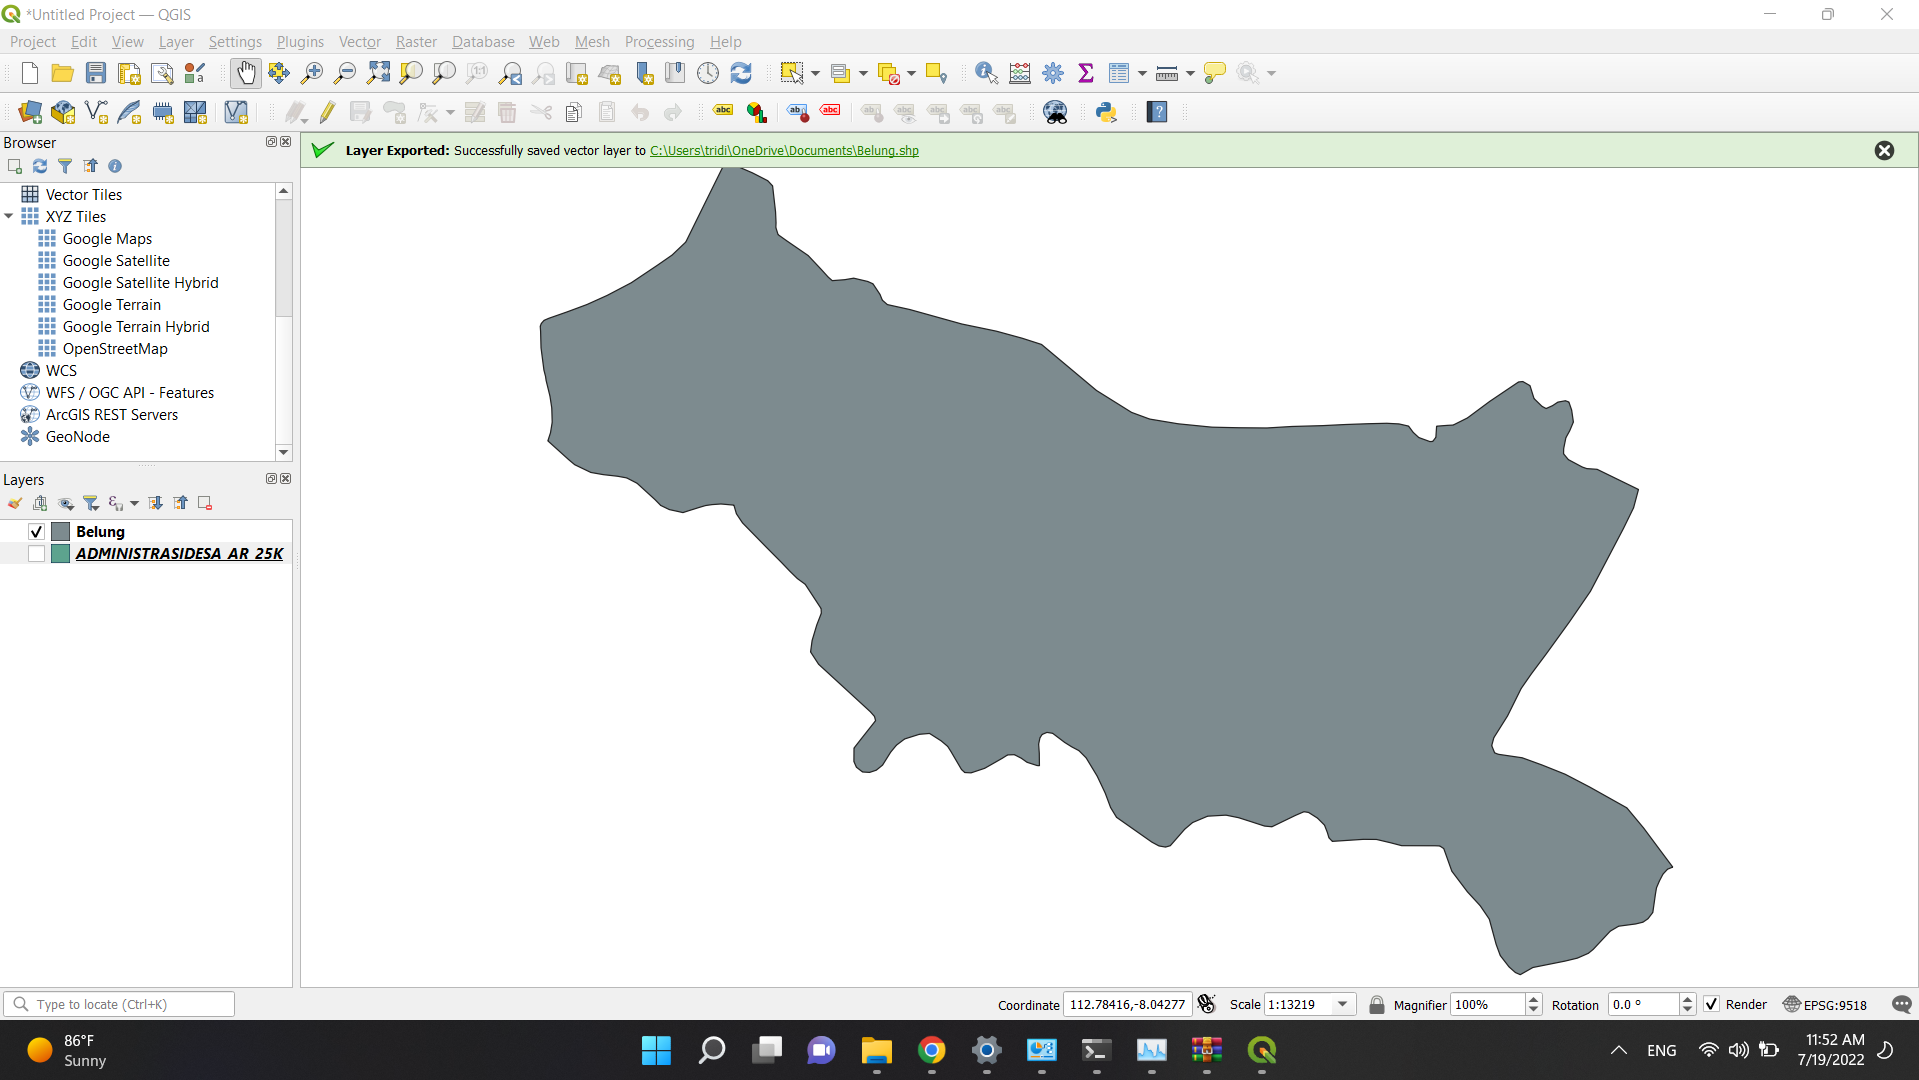 *Untitled Project — QGIS
Project Edit View Layer Settings Plugins Vector Raster Database Web Mesh Processing Help
Browser
Layer Exported: Successfully saved vector layer to C:\Users\tridi\OneDrive\Documents\Belung.shp
Vector Tiles
XYZ Tiles
Google Maps
Google Satellite
Google Satellite Hybrid
Google Terrain
Google Terrain Hybrid
OpenStreetMap
WCS
WFS / OGC API - Features
ArcGIS REST Servers
GeoNode
Layers
Belung
ADMINISTRASIDESA AR 25K
Type to locate (Ctrl+K)
Coordinate 112.78416,-8.04277 Scale 1:13219 Magnifier 100% Rotation 0.0 ° Render EPSG:9518
86°F
Sunny
ENG
11:52 AM
7/19/2022